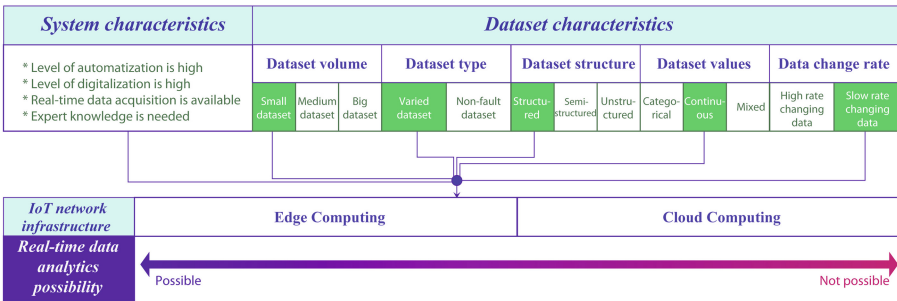 System characteristics
Dataset characteristics
* Level of automatization is high
* Level of digitalization is high
* Real-time data acquisition is available
* Expert knowledge is needed
Dataset volume
Dataset type
Dataset structure
Dataset values
Data change rate
Small
dataset
Medium
dataset
Big
dataset
Varied
dataset
Non-fault
dataset
Structu-
red
Semi-
structured
Unstru-
ctured
Catego-
rical
Continu-
ous
Mixed
High rate
changing
data
Slow rate
changing
data
IoT network
infrastructure
Edge Computing
Cloud Computing
Real-time data
analytics
possibility
Possible
Not possible